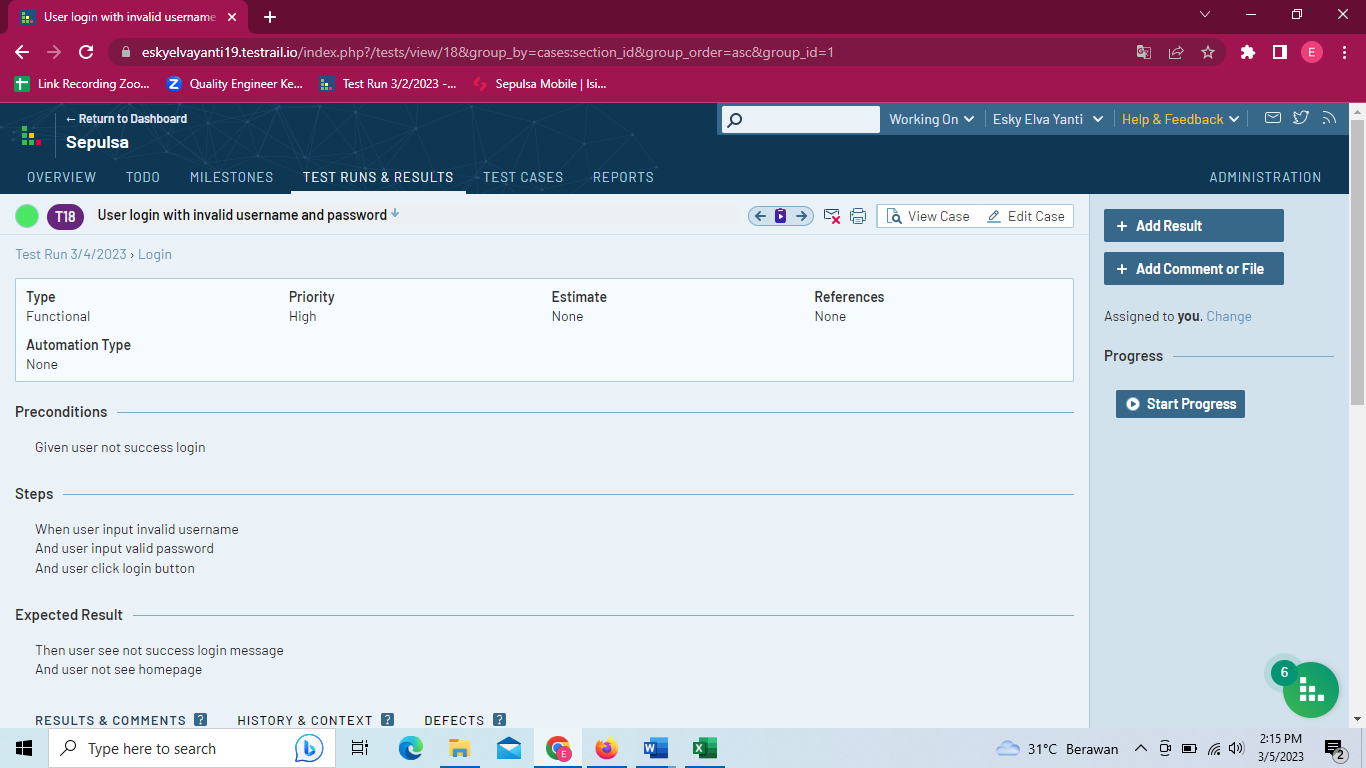 User login with invalid username
eskyelvayanti19.testrail.io/index.php?/tests/view/18&group_by=cases:section_id&group_order=asc&group_id=1
E
Link Recording Zoo...
Quality Engineer Ke...
Test Run 3/2/2023 -...
Sepulsa Mobile | Isi...
← Return to Dashboard
Sepulsa
Working On
Esky Elva Yanti
Help & Feedback
OVERVIEW
TODO
MILESTONES
TEST RUNS & RESULTS
TEST CASES
REPORTS
ADMINISTRATION
T18
User login with invalid username and password
View Case
Edit Case
Test Run 3/4/2023 › Login
+ Add Result
+ Add Comment or File
Assigned to you. Change
Progress
Start Progress
Type
Functional
Priority
High
Estimate
None
References
None
Automation Type
None
Preconditions
Given user not success login
Steps
When user input invalid username
And user input valid password
And user click login button
Expected Result
Then user see not success login message
And user not see homepage
6
RESULTS & COMMENTS ?
HISTORY & CONTEXT ?
DEFECTS ?
Type here to search
E
31°C Berawan
2:15 PM
3/5/2023
2